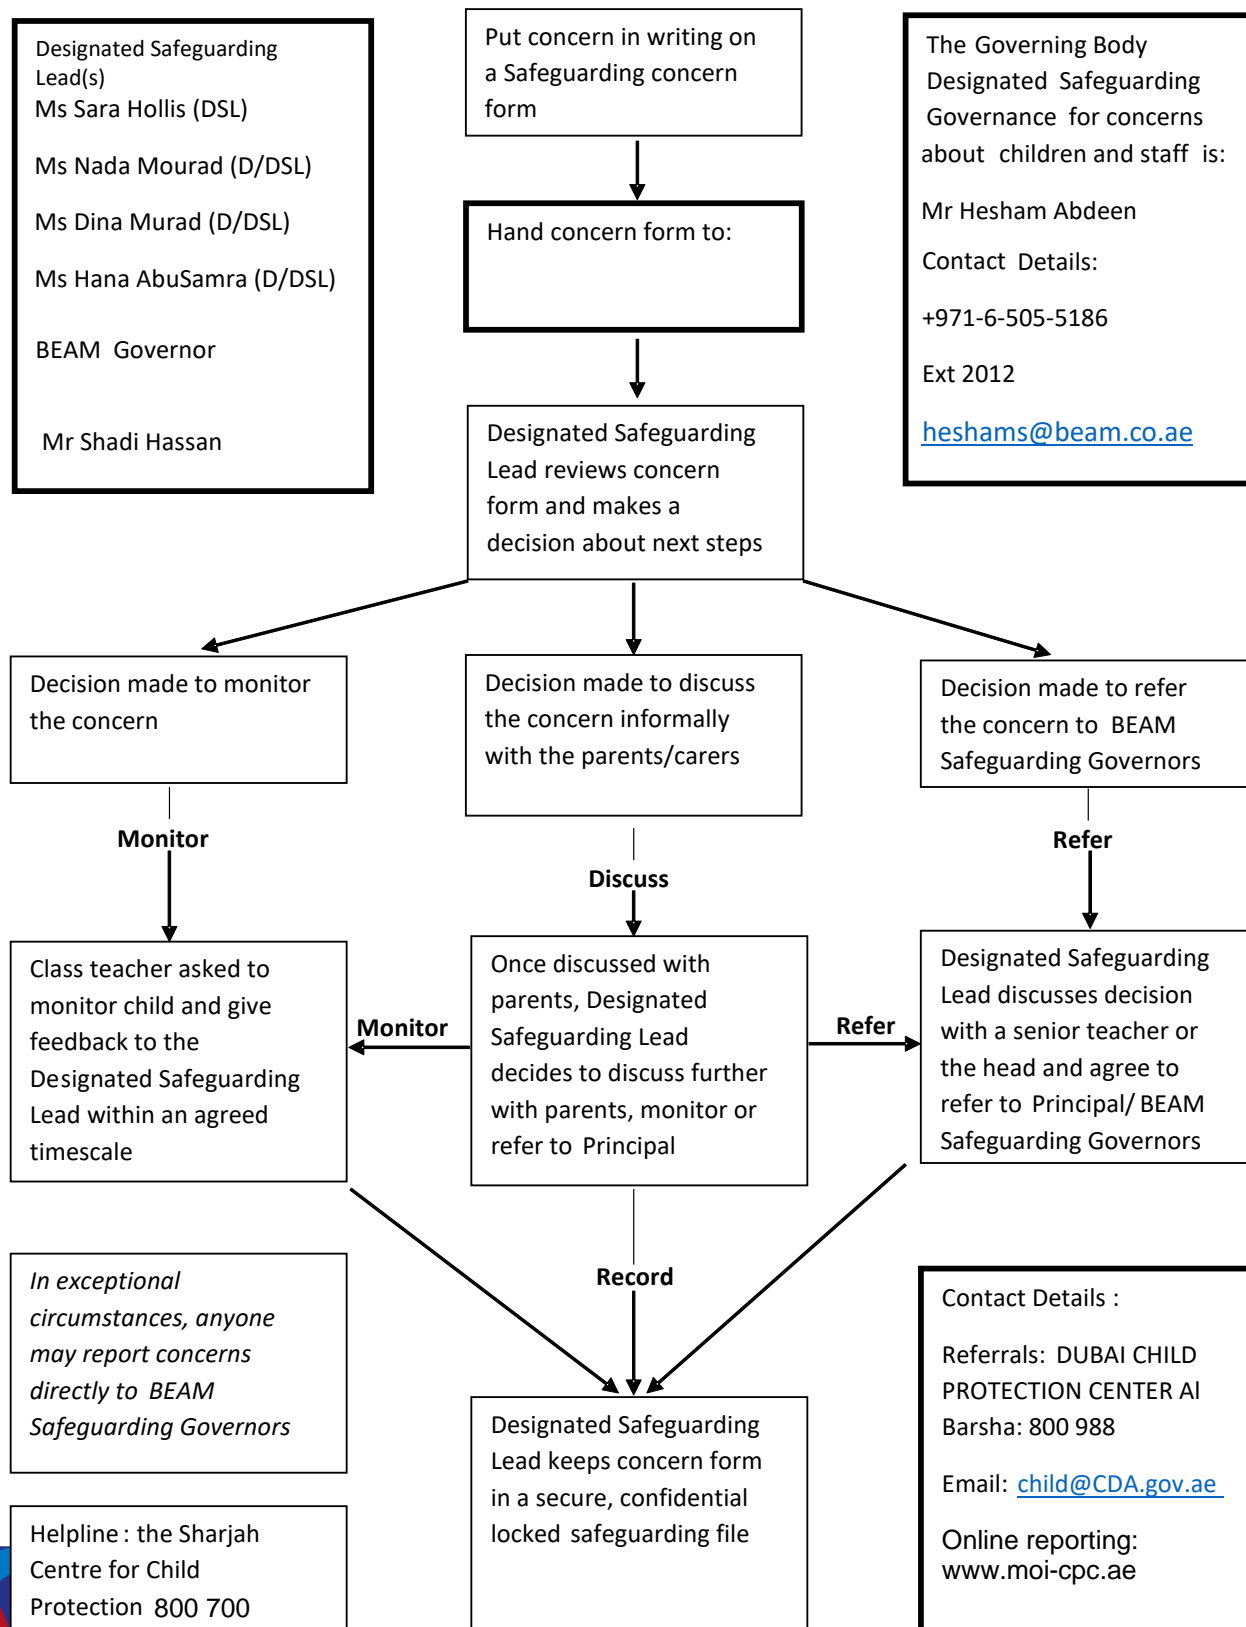 Designated Safeguarding
Lead(s)
Ms Sara Hollis (DSL)
Ms Nada Mourad (D/DSL)
Ms Dina Murad (D/DSL)
Ms Hana AbuSamra (D/DSL)
BEAM Governor
Mr Shadi Hassan
Put concern in writing on
a Safeguarding concern
form
The Governing Body
Designated Safeguarding
Governance for concerns
about children and staff is:
Mr Hesham Abdeen
Contact Details:
+971-6-505-5186
Ext 2012
heshams@beam.co.ae
Hand concern form to:
Designated Safeguarding
Lead reviews concern
form and makes a
decision about next steps
Decision made to monitor
the concern
Decision made to discuss
the concern informally
with the parents/carers
Decision made to refer
the concern to BEAM
Safeguarding Governors
Monitor
Discuss
Refer
Class teacher asked to
monitor child and give
feedback to the
Designated Safeguarding
Lead within an agreed
timescale
Monitor
Once discussed with
parents, Designated
Safeguarding Lead
decides to discuss further
with parents, monitor or
refer to Principal
Refer
Designated Safeguarding
Lead discusses decision
with a senior teacher or
the head and agree to
refer to Principal/ BEAM
Safeguarding Governors
In exceptional
circumstances, anyone
may report concerns
directly to BEAM
Safeguarding Governors
Record
Contact Details :
Referrals: DUBAI CHILD
PROTECTION CENTER Al
Barsha: 800 988
Email: child@CDA.gov.ae
Online reporting:
www.moi-cpc.ae
Designated Safeguarding
Lead keeps concern form
in a secure, confidential
locked safeguarding file
Helpline : the Sharjah
Centre for Child
Protection 800 700